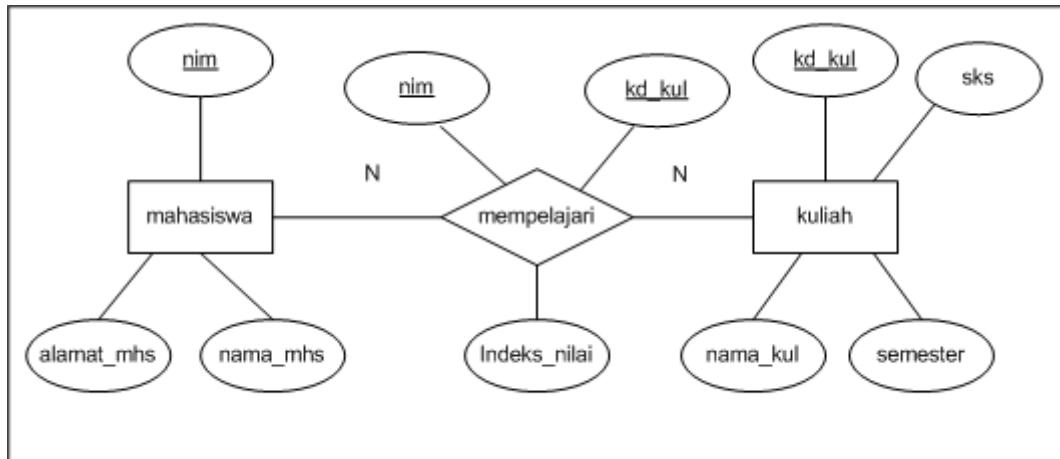 nim
nim
kd_kul
kd_kul
sks
N
N
mahasiswa
mempelajari
kuliah
alamat_mhs
nama_mhs
Indeks_nilai
nama_kul
semester